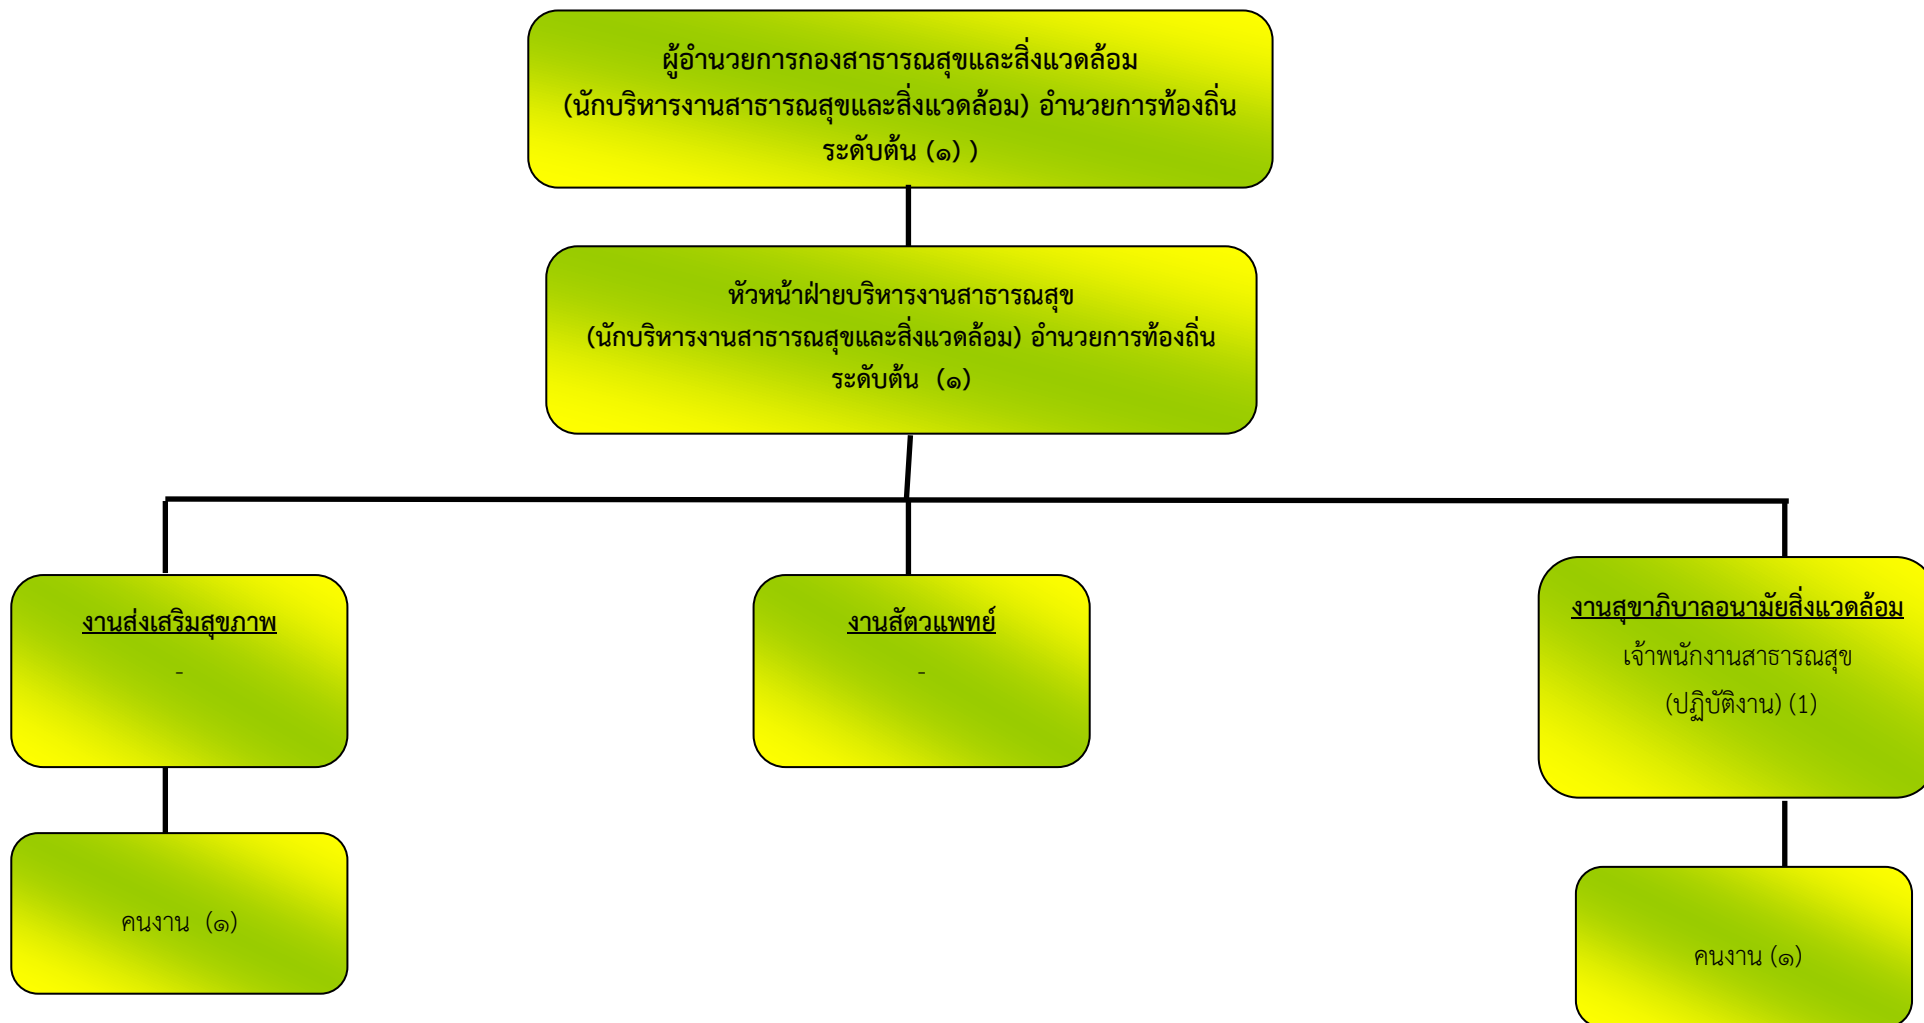 ผู้อำนวยการกองสาธารณสุขและสิ่งแวดล้อม
(นักบริหารงานสาธารณสุขและสิ่งแวดล้อม) อำนวยการท้องถิ่น
ระดับต้น (๑) )
หัวหน้าฝ่ายบริหารงานสาธารณสุข
(นักบริหารงานสาธารณสุขและสิ่งแวดล้อม) อำนวยการท้องถิ่น
ระดับต้น (๑)
งานส่งเสริมสุขภาพ
-
งานสัตวแพทย์
-
งานสุขาภิบาลอนามัยสิ่งแวดล้อม
เจ้าพนักงานสาธารณสุข
(ปฏิบัติงาน) (1)
คนงาน (๑)
คนงาน (๑)